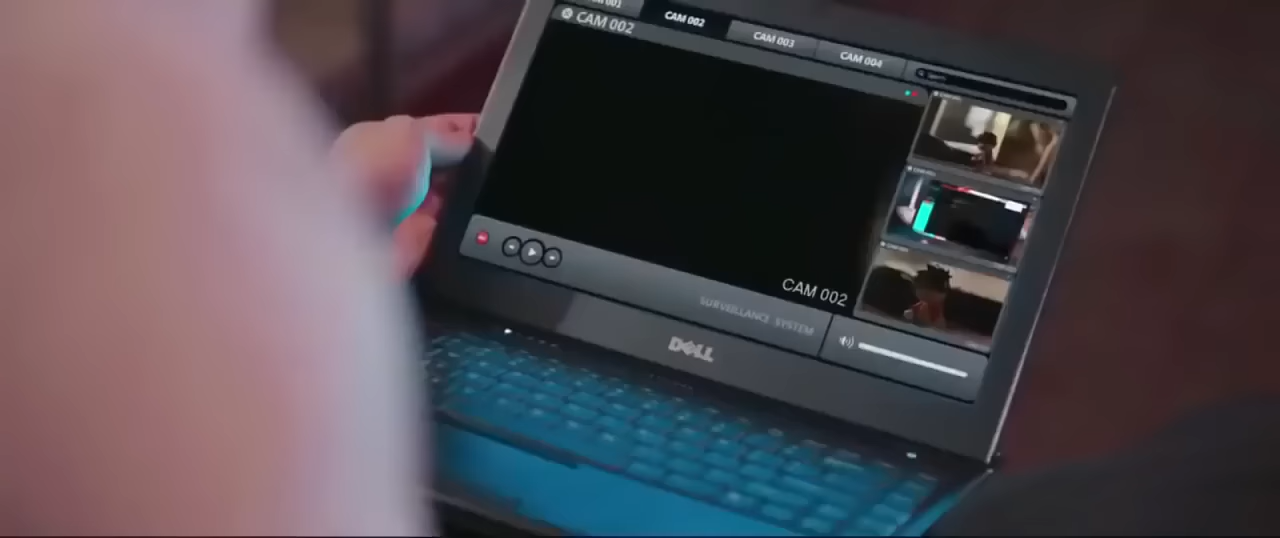 CAM 002
CAM 003
CAM 004
CAM 002
CAM 002
SURVEILLANCE SYSTEM
DELL